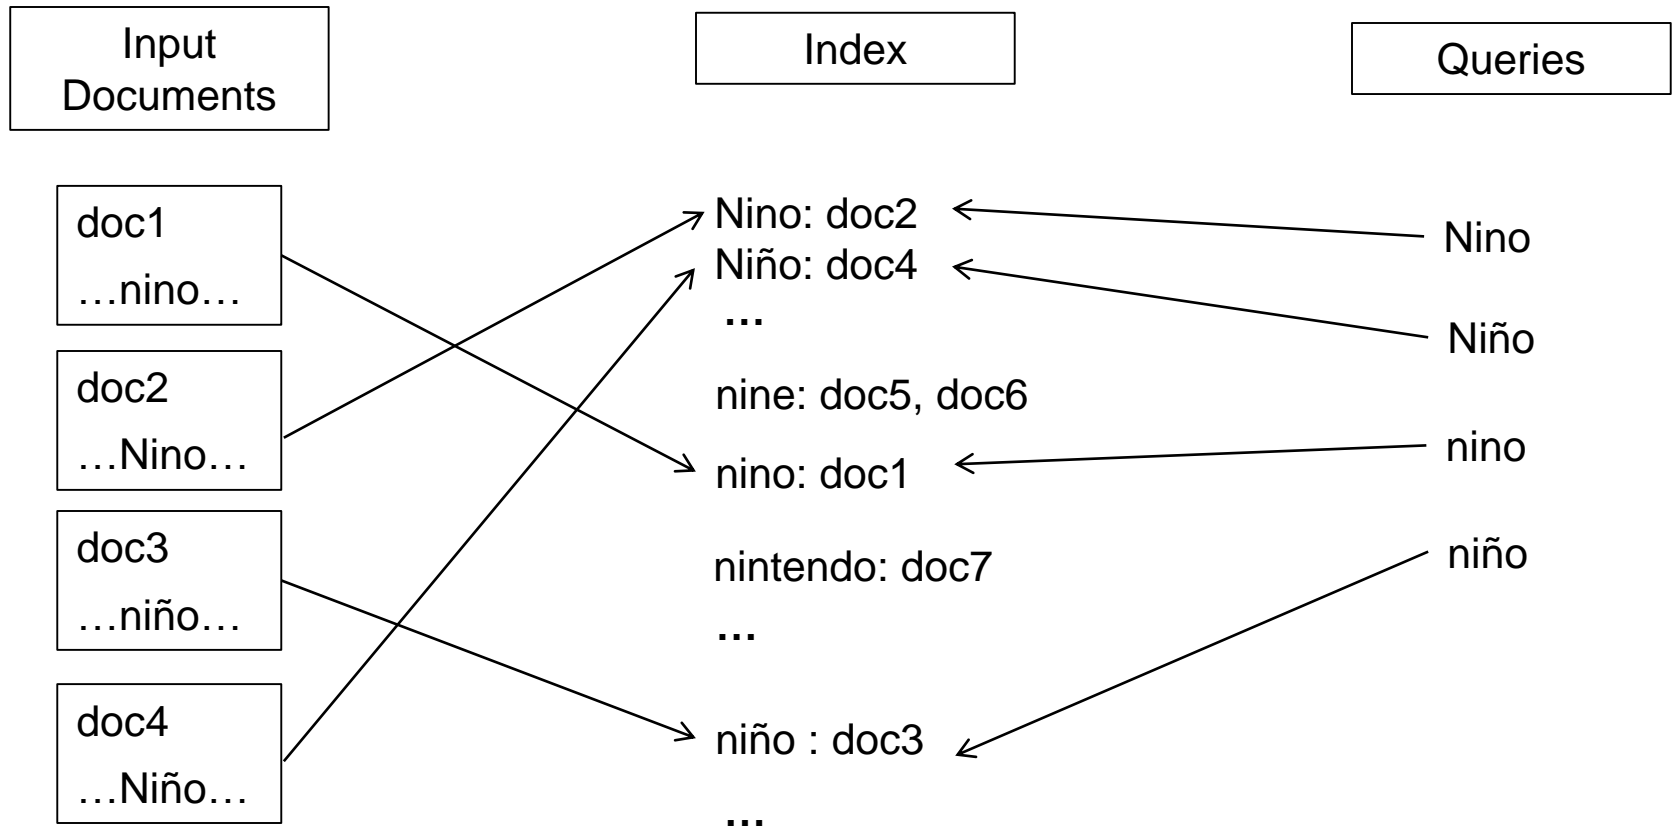 Input
Documents
Index
Queries
doc1
…nino…
doc2
…Nino…
doc3
…niño…
doc4
…Niño…
Nino: doc2
Niño: doc4
…
nine: doc5, doc6
nino: doc1
nintendo: doc7
…
niño : doc3
…
Nino
Niño
nino
niño